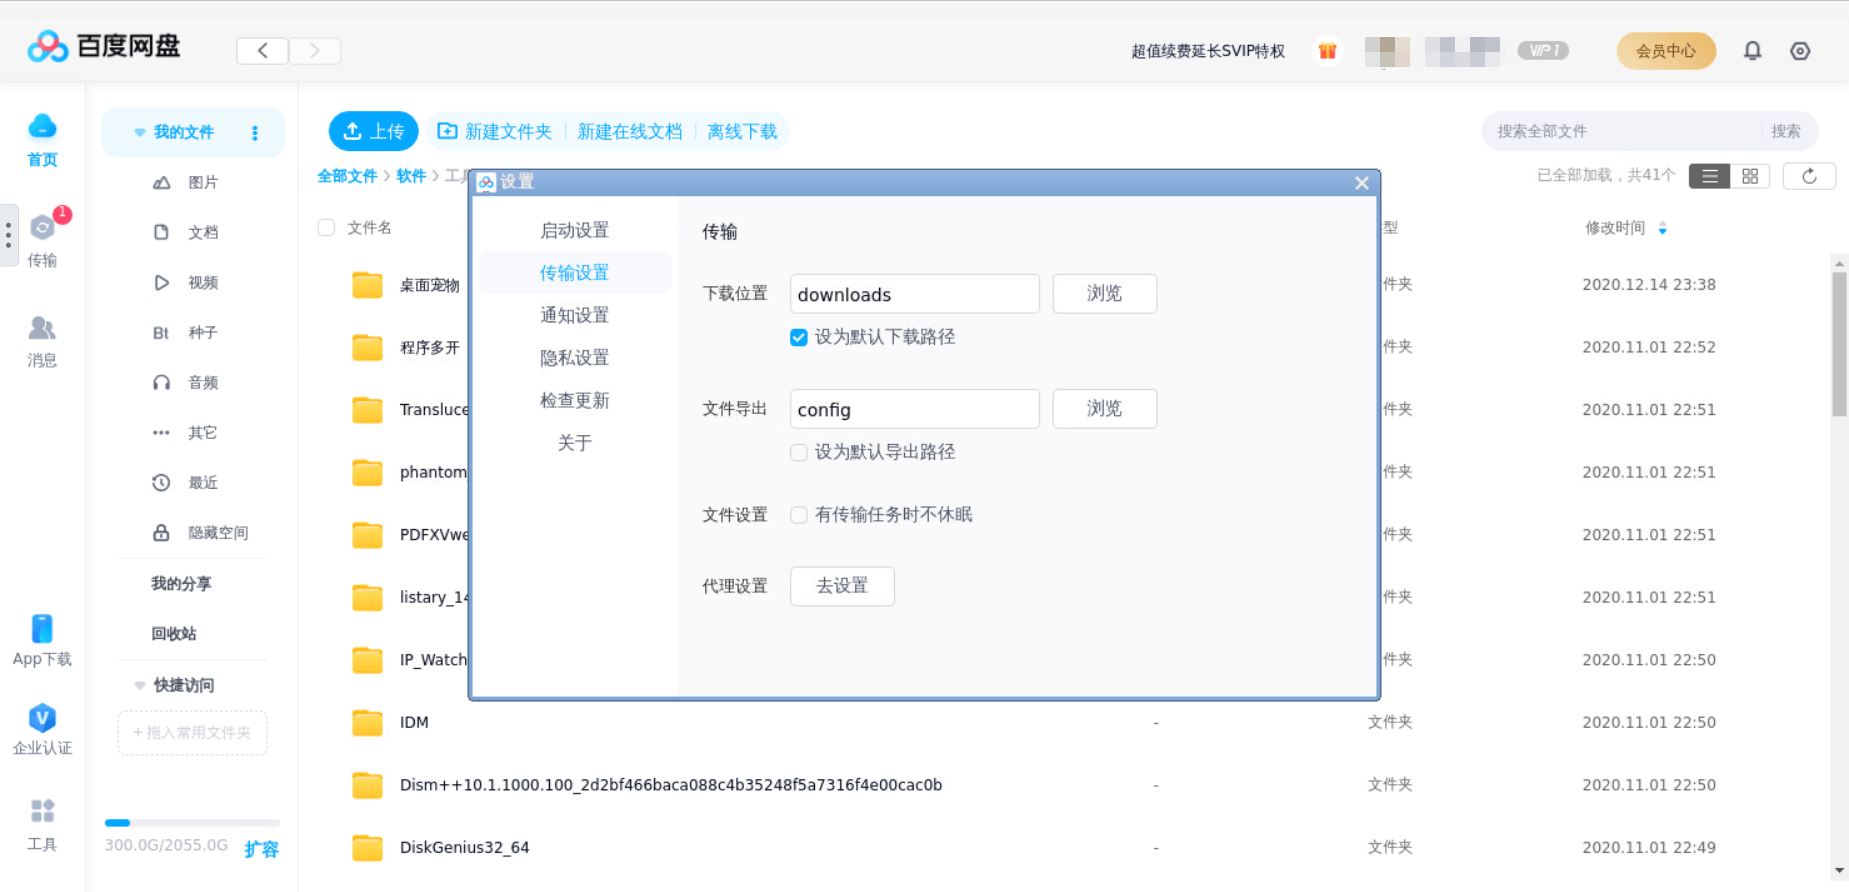 百度网盘
超值续费延长SVIP特权
VIP 1
会员中心
首页
1
传输
消息
App下载
企业认证
工具
我的文件
图片
文档
视频
Bt 种子
音频
其它
最近
隐藏空间
我的分享
回收站
快捷访问
+ 拖入常用文件夹
300.0G/2055.0G 扩容
上传 新建文件夹 新建在线文档 离线下载
搜索全部文件 搜索
全部文件 > 软件 > 工具
已全部加载，共41个
文件名 型 修改时间
桌面宠物 件夹 2020.12.14 23:38
程序多开 件夹 2020.11.01 22:52
Transluce 件夹 2020.11.01 22:51
phantom 件夹 2020.11.01 22:51
PDFXVwe 件夹 2020.11.01 22:51
listary_14 件夹 2020.11.01 22:51
IP_Watch 件夹 2020.11.01 22:50
IDM - 文件夹 2020.11.01 22:50
Dism++10.1.1000.100_2d2bf466baca088c4b35248f5a7316f4e00cac0b - 文件夹 2020.11.01 22:50
DiskGenius32_64 - 文件夹 2020.11.01 22:49
设置
启动设置
传输设置
通知设置
隐私设置
检查更新
关于
传输
下载位置 downloads 浏览
设为默认下载路径
文件导出 config 浏览
设为默认导出路径
文件设置 有传输任务时不休眠
代理设置 去设置